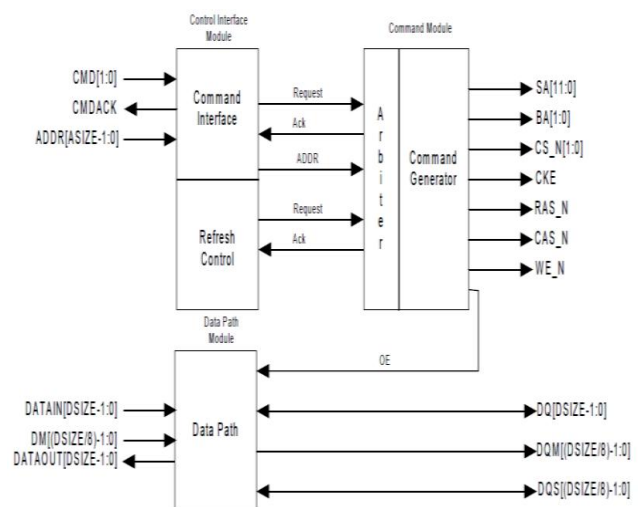 Control Interface
Module
Command Module
CMD[1:0]
CMDACK
ADDR[ASIZE-1:0]
Command
Interface
Request
Ack
ADDR
Refresh
Control
Request
Ack
Arbiter
Command
Generator
SA[11:0]
BA[1:0]
CS_N[1:0]
CKE
RAS_N
CAS_N
WE_N
OE
Data Path
Module
DATAIN[DSIZE-1:0]
DM[(DSIZE/8)-1:0]
DATAOUT[DSIZE-1:0]
Data Path
DQ[DSIZE-1:0]
DQM[(DSIZE/8)-1:0]
DQS[(DSIZE/8)-1:0]